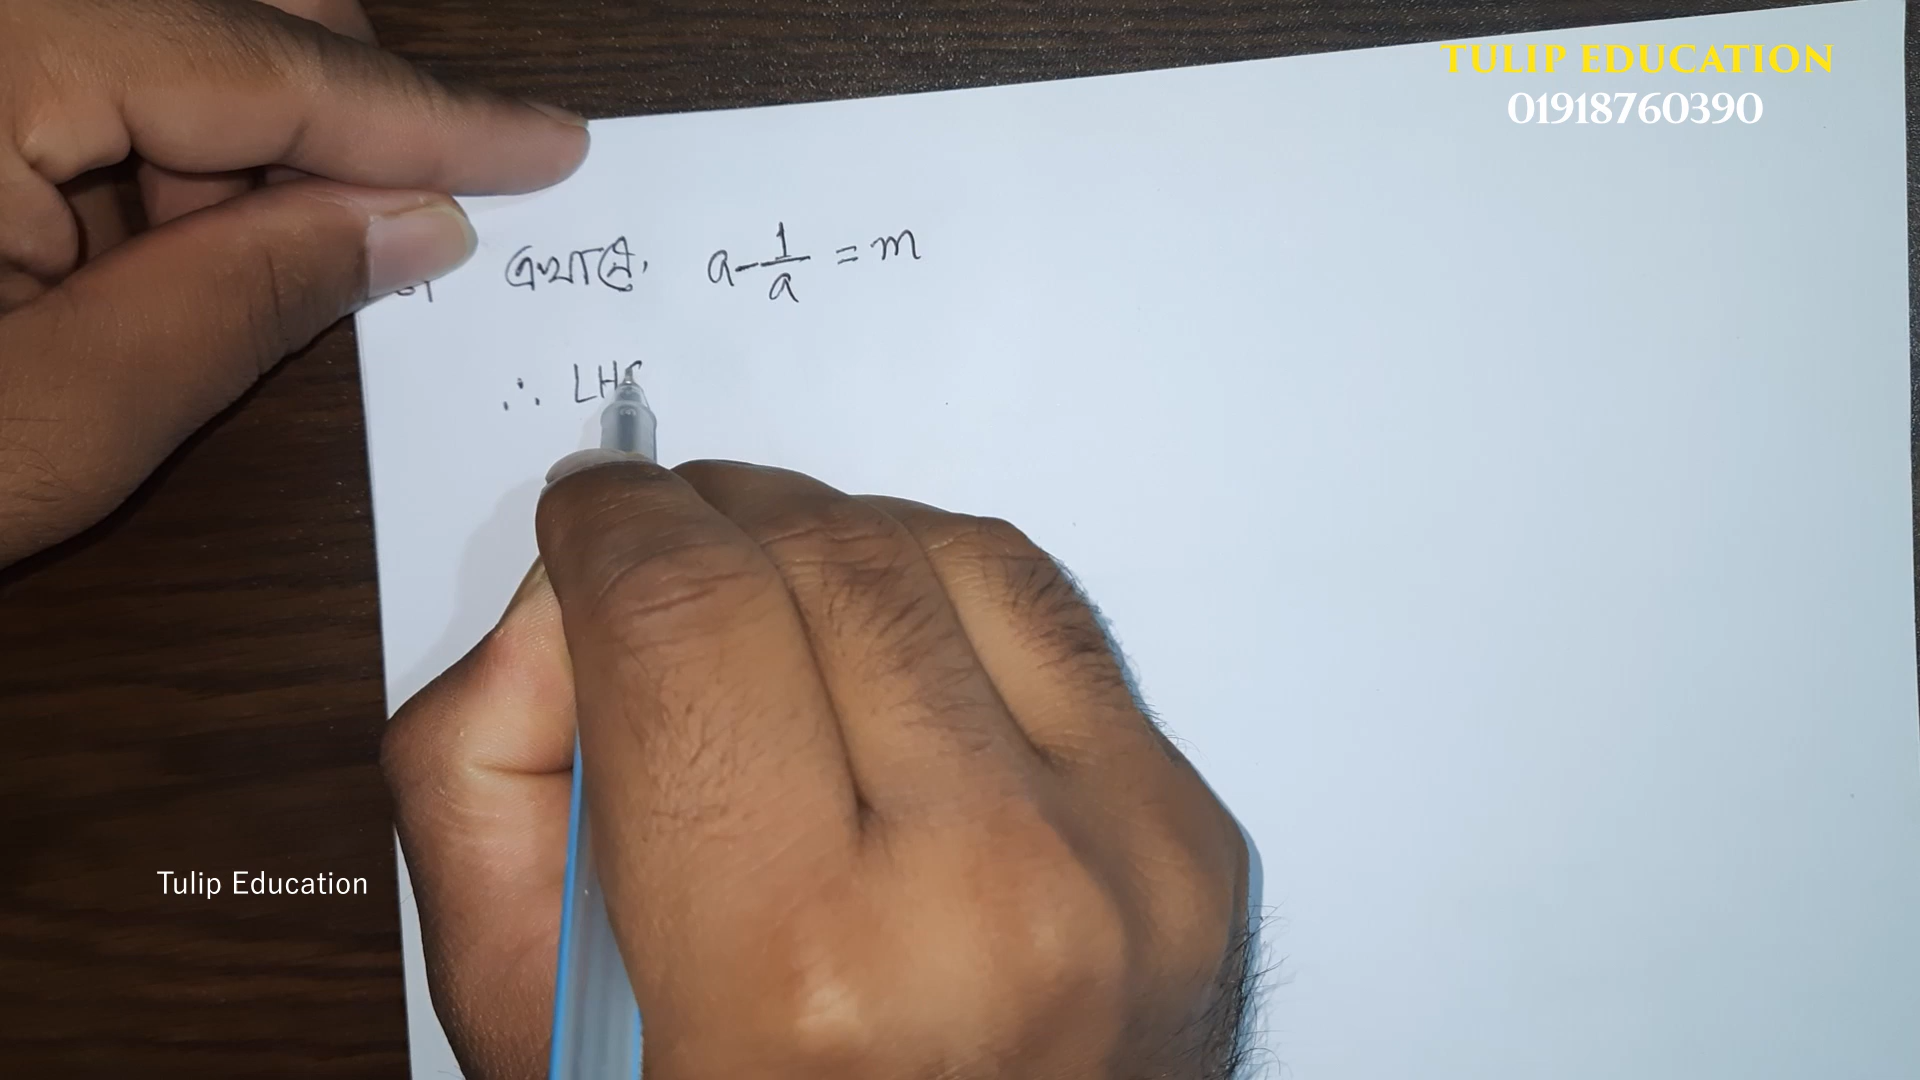 TULIP EDUCATION
01918760390
এখানে, a - 1/a = m
∴ LHS
Tulip Education